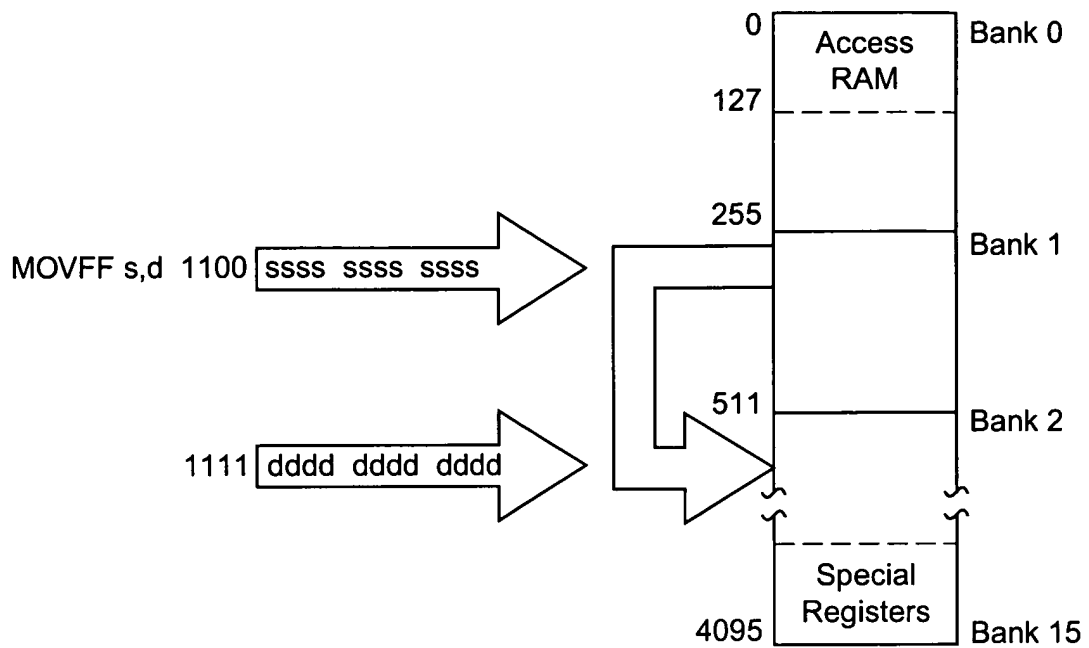 0
Bank 0
Access
RAM
127
255
Bank 1
MOVFF s,d 1100 ssss ssss ssss
511
Bank 2
1111 dddd dddd dddd
Special
Registers
4095
Bank 15